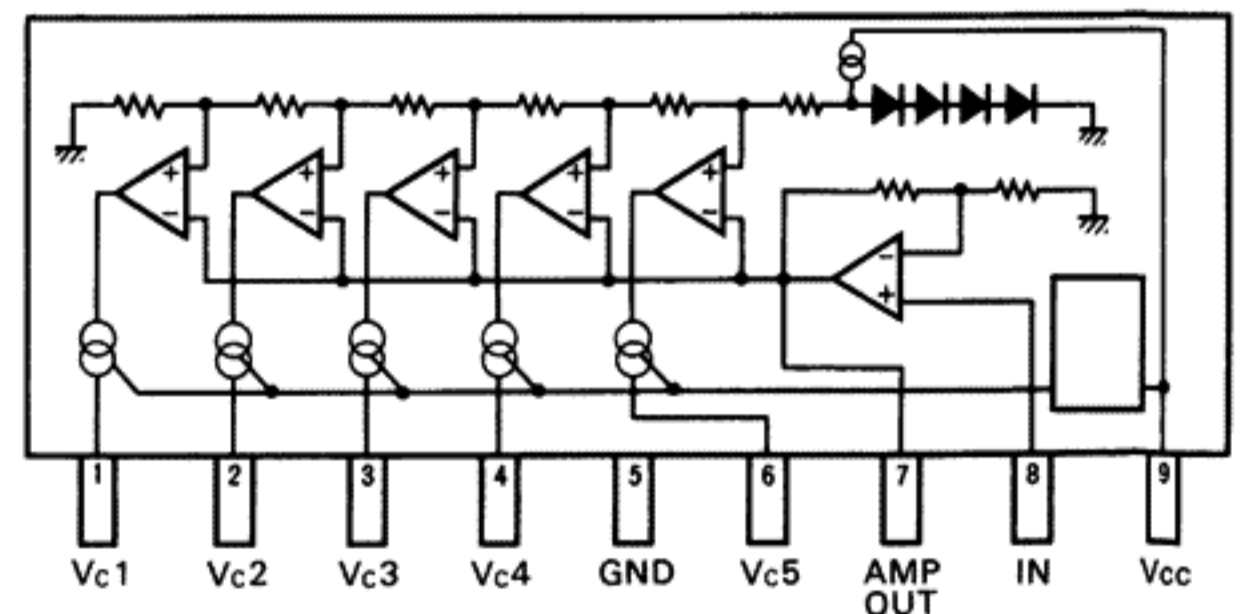 + + + + +
- - - - -
-
+
1 2 3 4 5 6 7 8 9
VC1 VC2 VC3 VC4 GND VC5 AMP IN VCC
OUT